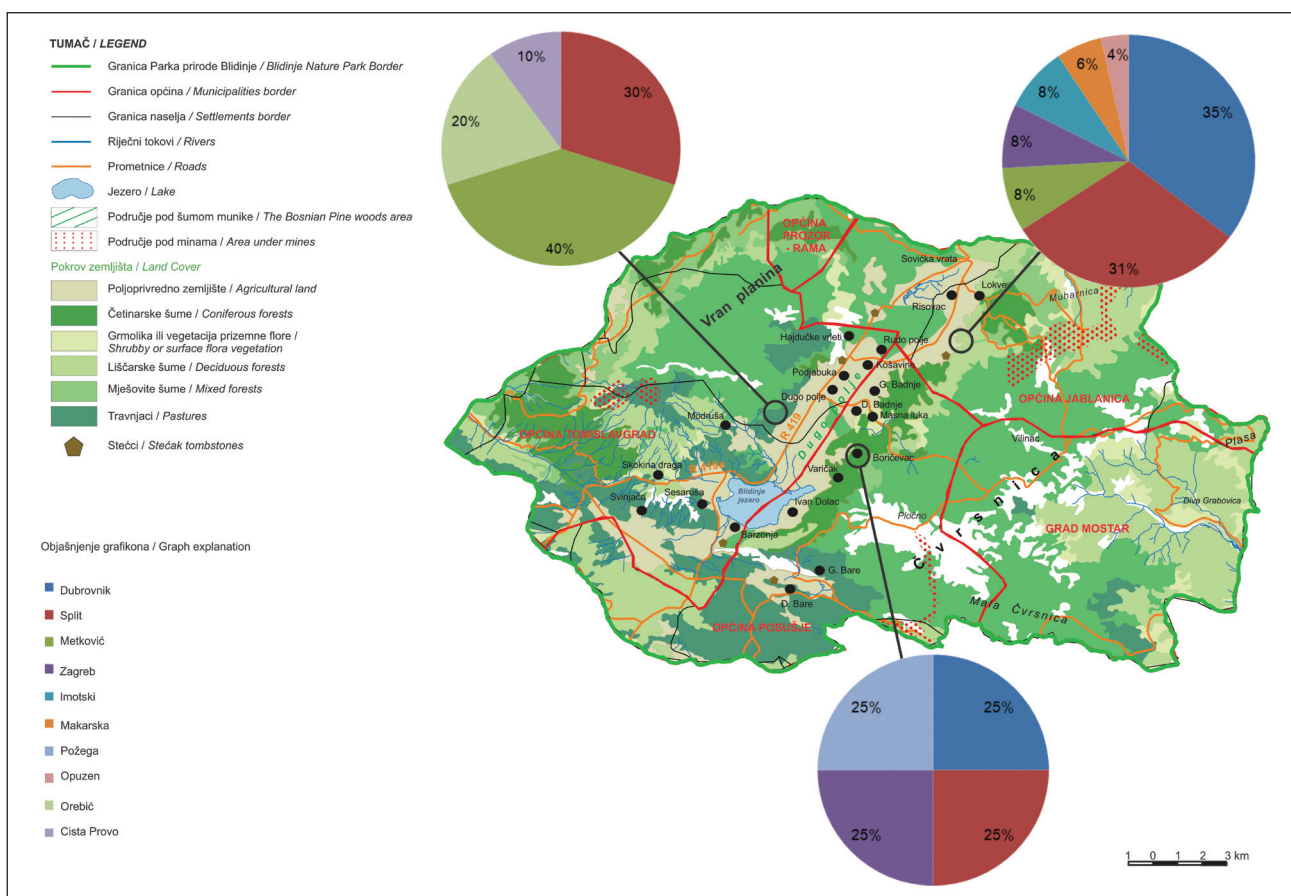 TUMAČ / LEGEND
Granica Parka prirode Blidinje / Blidinje Nature Park Border
Granica općina / Municipalities border
Granica naselja / Settlements border
Riječni tokovi / Rivers
Prometnice / Roads
Jezero / Lake
Područje pod šumom munike / The Bosnian Pine woods area
Područje pod minama / Area under mines
Pokrov zemljišta / Land Cover
Poljoprivredno zemljište / Agricultural land
Četinarske šume / Coniferous forests
Grmolika ili vegetacija prizemne flore /
Shrubby or surface flora vegetation
Liščarske šume / Deciduous forests
Mješovite šume / Mixed forests
Travnjaci / Pastures
Stećci / Stećak tombstones
Objašnjenje grafikona / Graph explanation
Dubrovnik
Split
Metković
Zagreb
Imotski
Makarska
Požega
Opuzen
Orebić
Cista Provo
10%
30%
20%
40%
4%
6%
8%
35%
8%
8%
31%
OPĆINA
PROZOR
- RAMA
Vran planina
Sovička vrata
Risovac
Lokve
Muharnica
Hajdučke vrleti
Rudo polje
Košavine
Podjabuka
G. Badnje
Dugo polje
D. Badnje
Masna luka
Dugo polje
R 419
OPĆINA JABLANICA
Modruša
OPĆINA TOMISLAVGRAD
Vilinac
Plasa
Boričevac
Skokina draga
R 419
Varičak
Svinjača
Sesaruša
Blidinje
jezero
Ivan Dolac
Barzonja
Pločno
Čvrsnica
Diva Grabovica
GRAD MOSTAR
G. Bare
D. Bare
Mala Čvrsnica
OPĆINA POSUŠJE
25%
25%
25%
25%
1 0 1 2 3 km